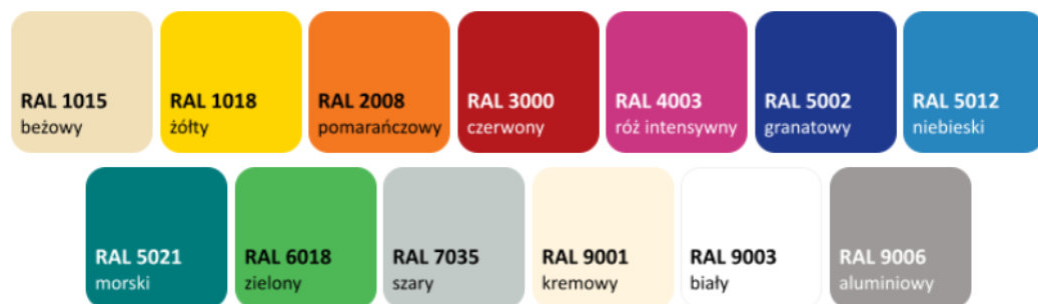 RAL 1015
beżowy
RAL 1018
żółty
RAL 2008
pomarańczowy
RAL 3000
czerwony
RAL 4003
róż intensywny
RAL 5002
granatowy
RAL 5012
niebieski
RAL 5021
morski
RAL 6018
zielony
RAL 7035
szary
RAL 9001
kremowy
RAL 9003
biały
RAL 9006
aluminiowy